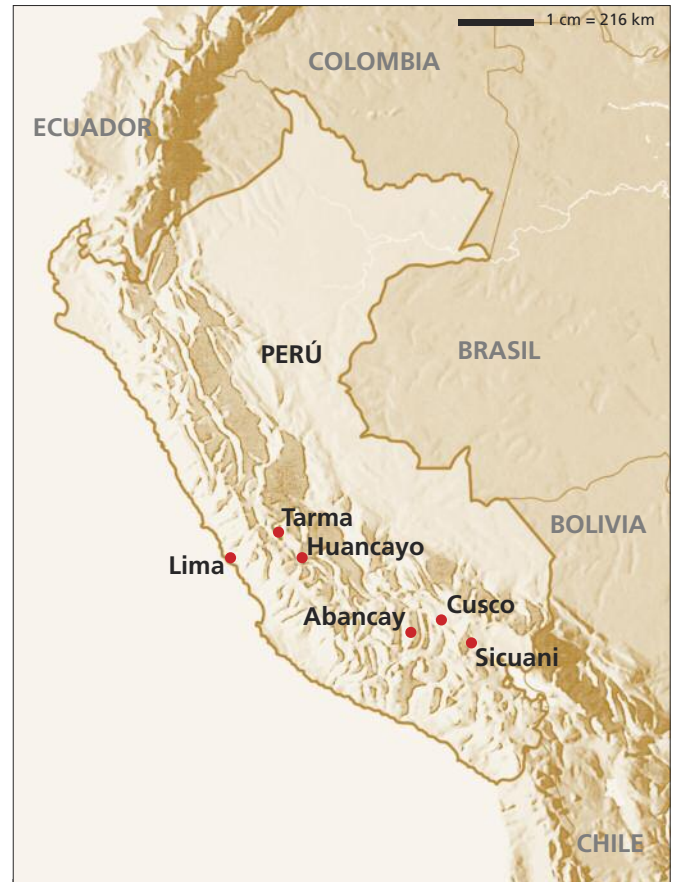 1 cm = 216 km
COLOMBIA
ECUADOR
PERÚ
BRASIL
Tarma
BOLIVIA
Huancayo
Lima
Cusco
Abancay
Sicuani
CHILE